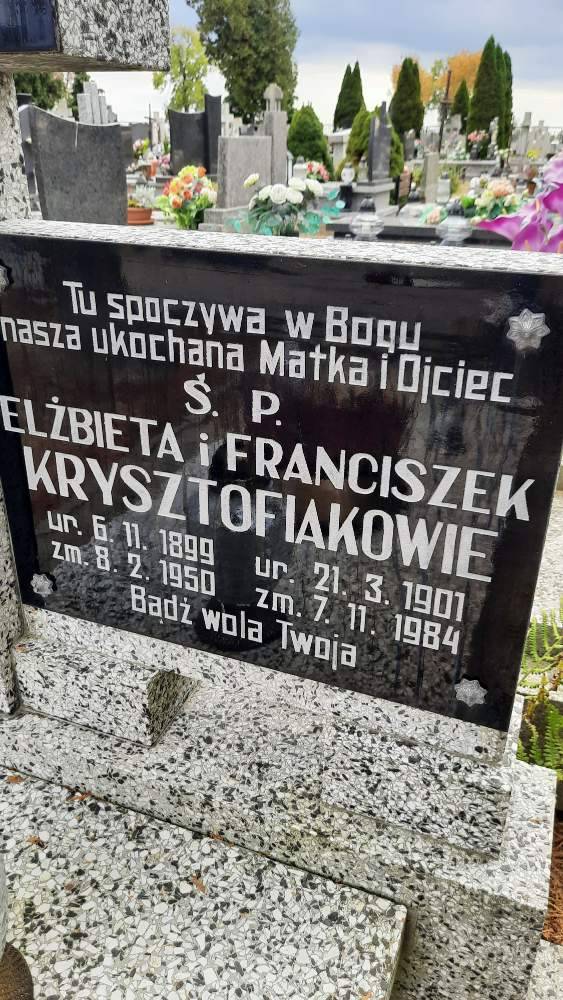 Tu spoczywa w Bogu
nasza ukochana Matka i Ojciec
Ś. P.
ELŻBIETA i FRANCISZEK
KRYSZTOFIAKOWIE
ur. 6. 11. 1899 ur. 21. 3. 1901
zm. 8. 2. 1950 zm. 7. 11. 1984
Bądź wola Twoja